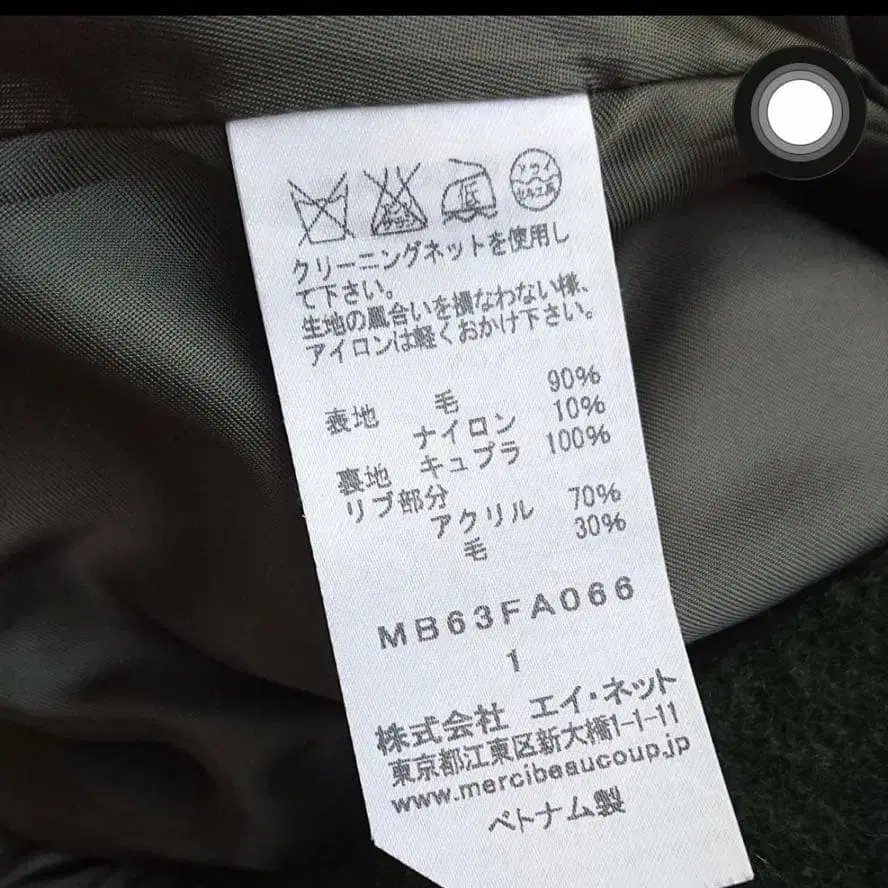 ドライ
クリーニングネットを使用し
て下さい。
生地の風合いを損なわない様、
アイロンは軽くおかけ下さい。
表地 毛 90%
ナイロン 10%
裏地 キュプラ 100%
リブ部分
アクリル 70%
毛 30%
MB63FA066
1
株式会社 エイ・ネット
東京都江東区新大橋1-1-11
www.mercibeaucoup.jp
ベトナム製